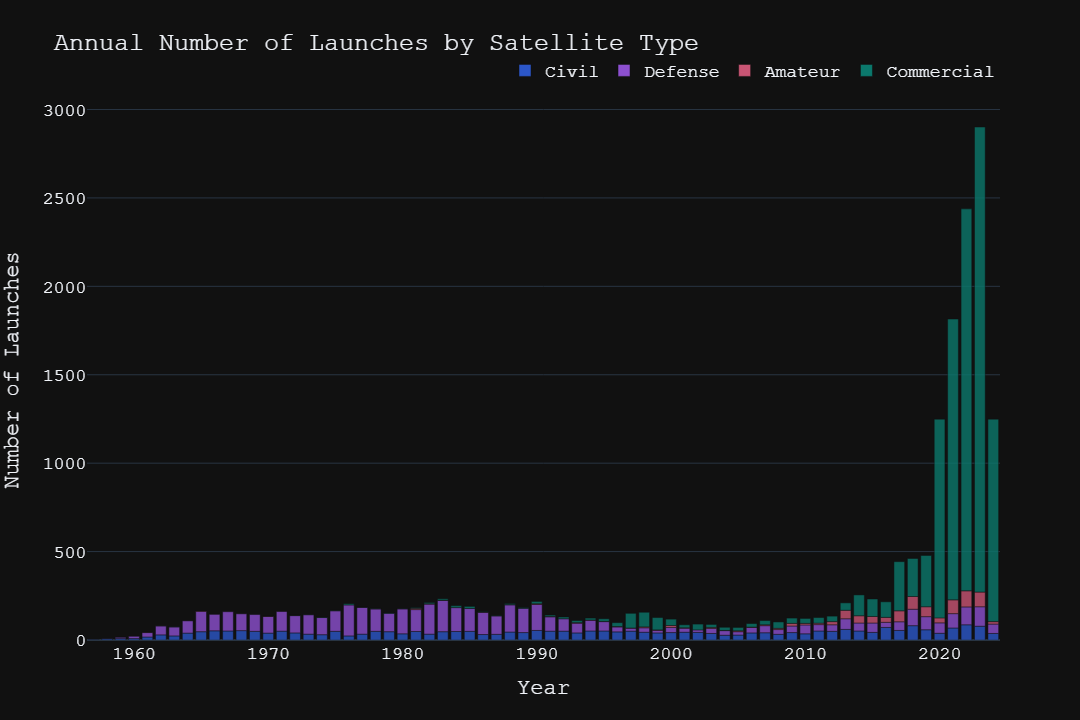 Annual Number of Launches by Satellite Type
Civil Defense Amateur Commercial
3000
2500
2000
1500
1000
500
0
Number of Launches
1960 1970 1980 1990 2000 2010 2020
Year